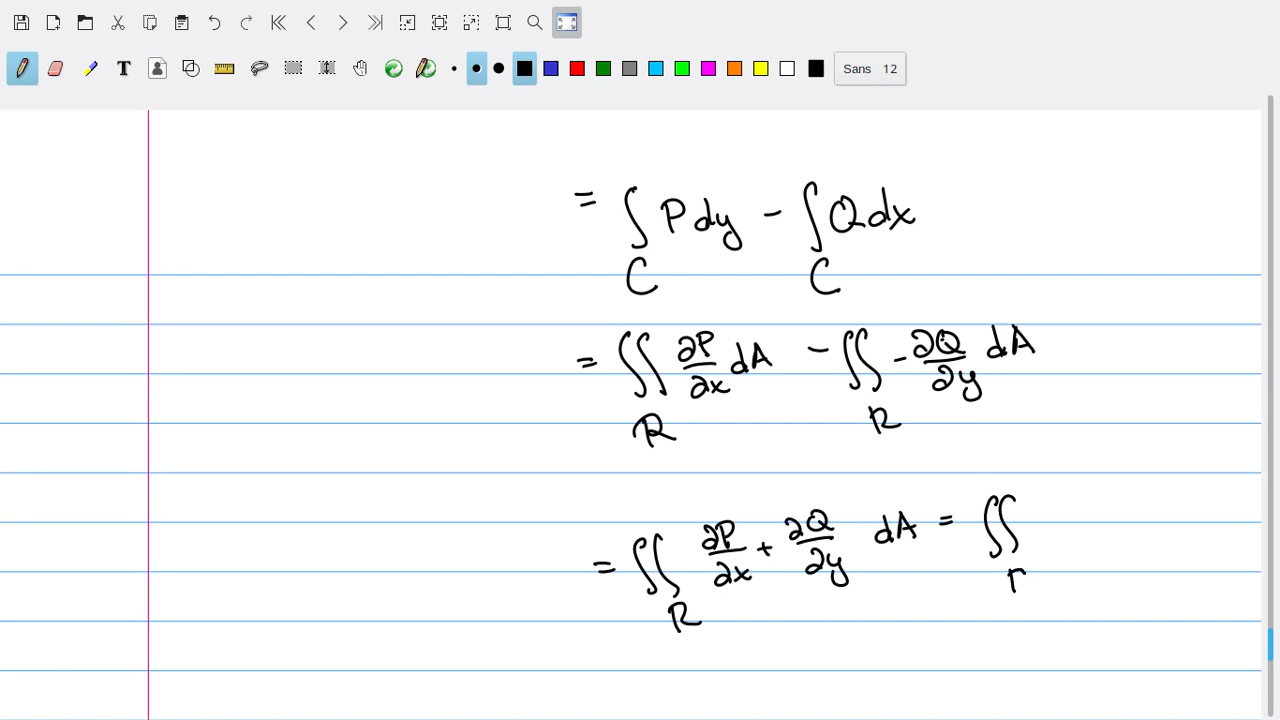 Sans 12
= ∫_C P dy - ∫_C Q dx
= ∬_R ∂P/∂x dA - ∬_R -∂Q/∂y dA
= ∬_R ∂P/∂x + ∂Q/∂y dA = ∬_r